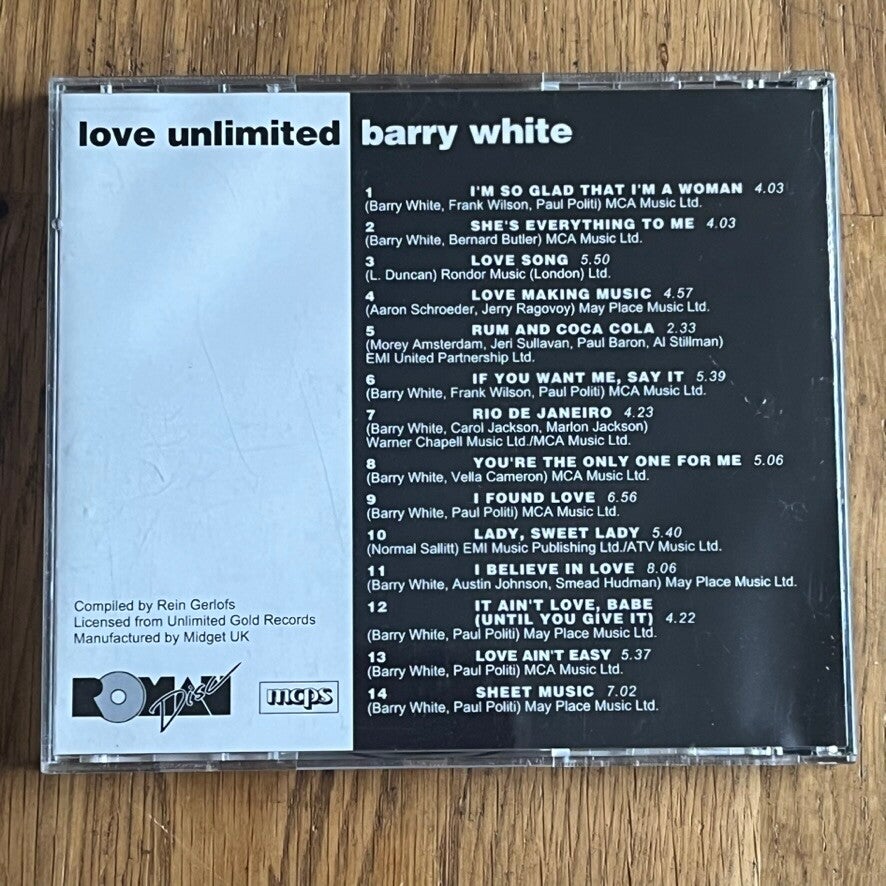 love unlimited barry white
1 I'M SO GLAD THAT I'M A WOMAN 4.03
(Barry White, Frank Wilson, Paul Politi) MCA Music Ltd.
2 SHE'S EVERYTHING TO ME 4.03
(Barry White, Bernard Butler) MCA Music Ltd.
3 LOVE SONG 5.50
(L. Duncan) Rondor Music (London) Ltd.
4 LOVE MAKING MUSIC 4.57
(Aaron Schroeder, Jerry Ragovoy) May Place Music Ltd.
5 RUM AND COCA COLA 2.33
(Morey Amsterdam, Jeri Sullavan, Paul Baron, Al Stillman)
EMI United Partnership Ltd.
6 IF YOU WANT ME, SAY IT 5.39
(Barry White, Frank Wilson, Paul Politi) MCA Music Ltd.
7 RIO DE JANEIRO 4.23
(Barry White, Carol Jackson, Marlon Jackson)
Warner Chapell Music Ltd./MCA Music Ltd.
8 YOU'RE THE ONLY ONE FOR ME 5.06
(Barry White, Vella Cameron) MCA Music Ltd.
9 I FOUND LOVE 6.56
(Barry White, Paul Politi) MCA Music Ltd.
10 LADY, SWEET LADY 5.40
(Normal Sallitt) EMI Music Publishing Ltd./ATV Music Ltd.
11 I BELIEVE IN LOVE 8.06
(Barry White, Austin Johnson, Smead Hudman) May Place Music Ltd.
12 IT AIN'T LOVE, BABE
(UNTIL YOU GIVE IT) 4.22
(Barry White, Paul Politi) May Place Music Ltd.
13 LOVE AIN'T EASY 5.37
(Barry White, Paul Politi) MCA Music Ltd.
14 SHEET MUSIC 7.02
(Barry White, Paul Politi) May Place Music Ltd.
Compiled by Rein Gerlofs
Licensed from Unlimited Gold Records
Manufactured by Midget UK
ROMAN
Disc
mcps